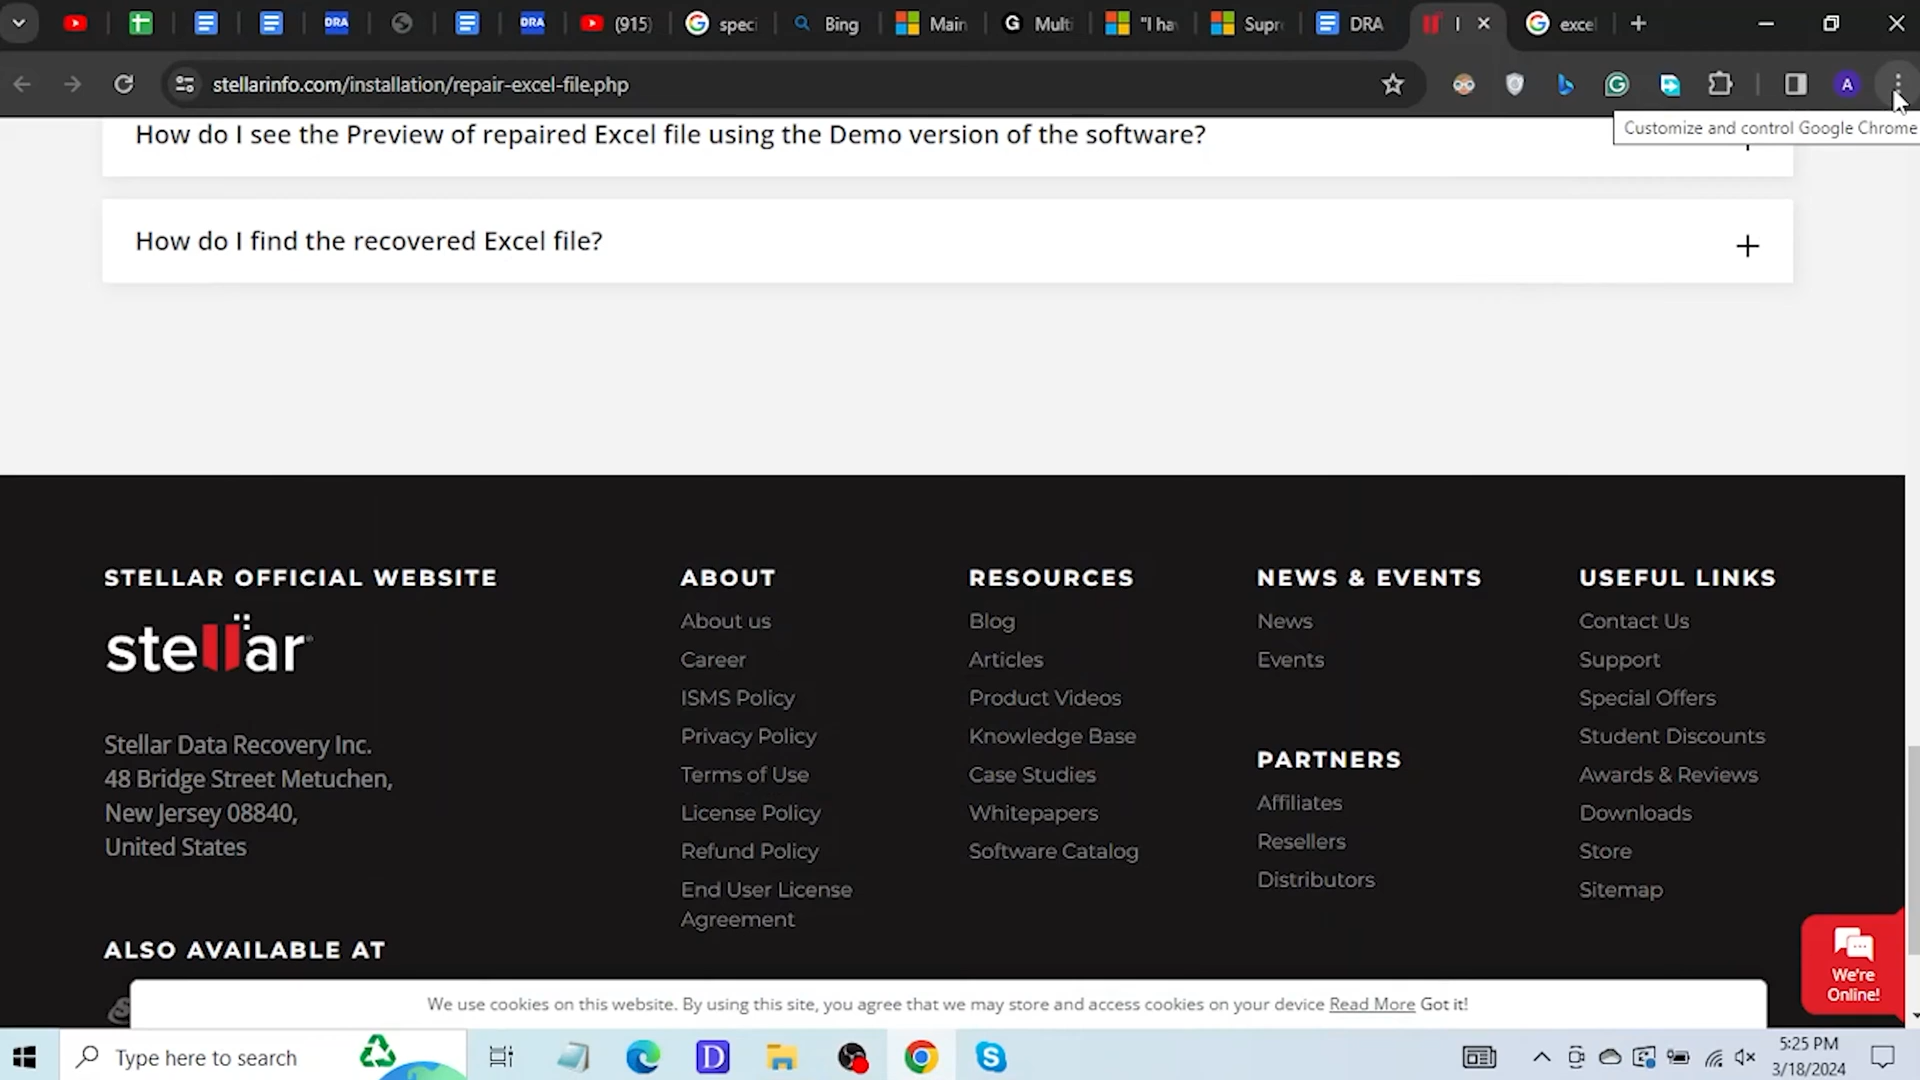 DRA
DRA
(915)
speci
Bing
Main
G
Multi
"I ha
Supr
DRA
I
excel
stellarinfo.com/installation/repair-excel-file.php
A
Customize and control Google Chrome
How do I see the Preview of repaired Excel file using the Demo version of the software?
How do I find the recovered Excel file?
STELLAR OFFICIAL WEBSITE
stellar
Stellar Data Recovery Inc.
48 Bridge Street Metuchen,
New Jersey 08840,
United States
ALSO AVAILABLE AT
ABOUT
About us
Career
ISMS Policy
Privacy Policy
Terms of Use
License Policy
Refund Policy
End User License
Agreement
RESOURCES
Blog
Articles
Product Videos
Knowledge Base
Case Studies
Whitepapers
Software Catalog
NEWS & EVENTS
News
Events
PARTNERS
Affiliates
Resellers
Distributors
USEFUL LINKS
Contact Us
Support
Special Offers
Student Discounts
Awards & Reviews
Downloads
Store
Sitemap
We're
Online!
We use cookies on this website. By using this site, you agree that we may store and access cookies on your device Read More Got it!
Type here to search
D
5:25 PM
3/18/2024